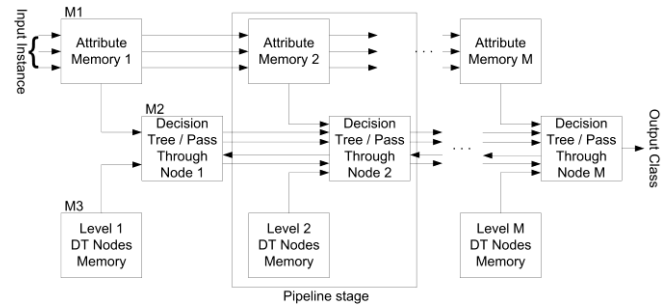 Input Instance
M1
Attribute
Memory 1
Attribute
Memory 2
. . .
Attribute
Memory M
M2
Decision
Tree / Pass
Through
Node 1
Decision
Tree / Pass
Through
Node 2
. . .
Decision
Tree / Pass
Through
Node M
Output Class
M3
Level 1
DT Nodes
Memory
Level 2
DT Nodes
Memory
Level M
DT Nodes
Memory
Pipeline stage